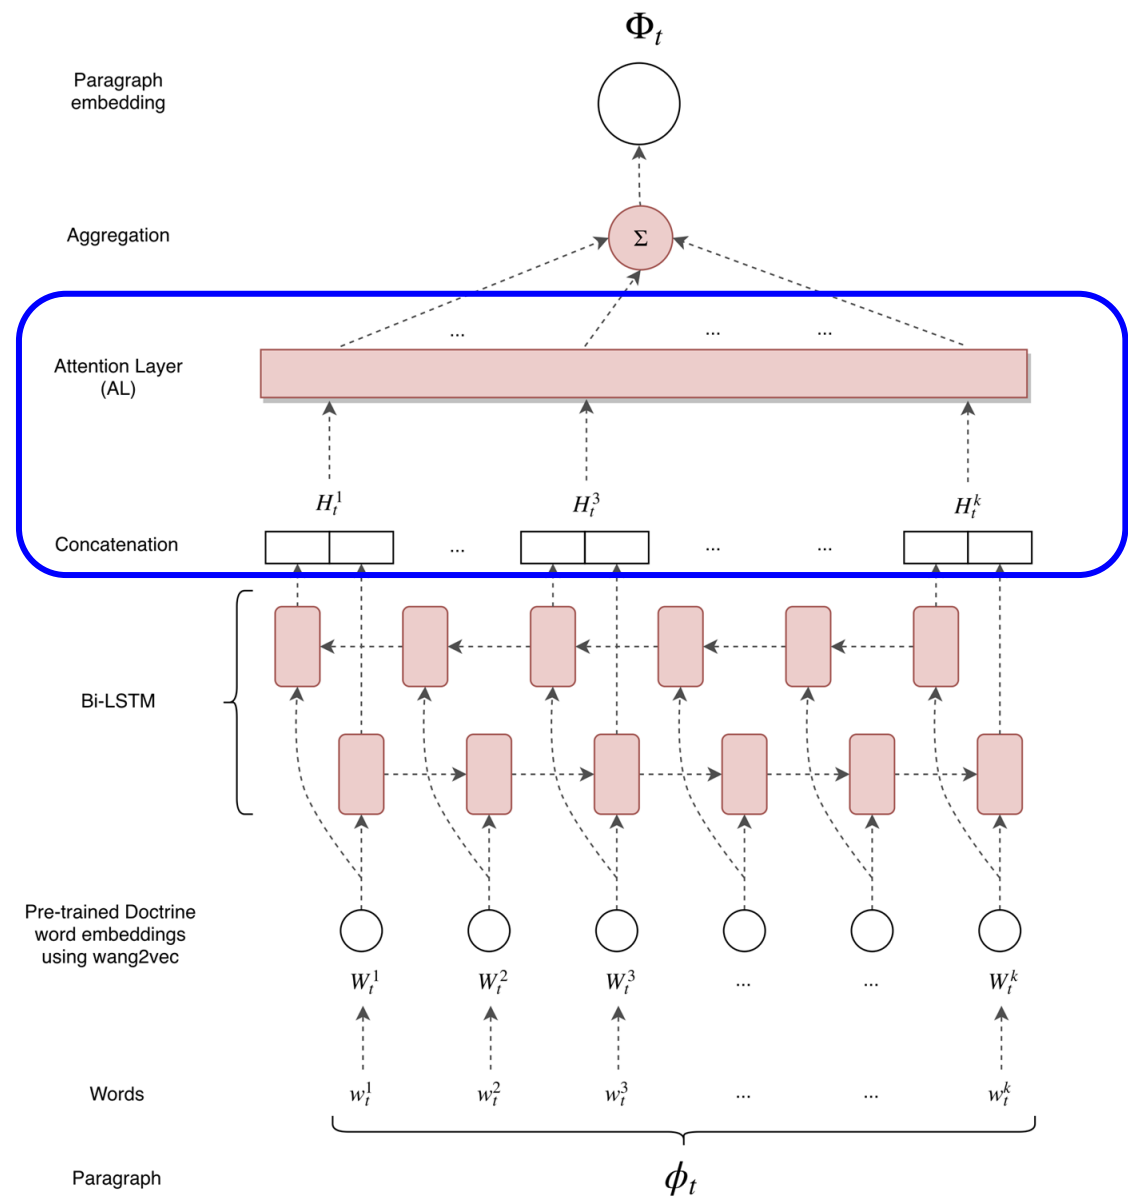 Φt
Paragraph
embedding
Aggregation
Σ
... ... ...
Attention Layer
(AL)
H_t^1 H_t^3 H_t^k
Concatenation
... ... ...
Bi-LSTM
Pre-trained Doctrine
word embeddings
using wang2vec
W_t^1 W_t^2 W_t^3 ... ... W_t^k
Words
w_t^1 w_t^2 w_t^3 ... ... w_t^k
Paragraph
ϕt